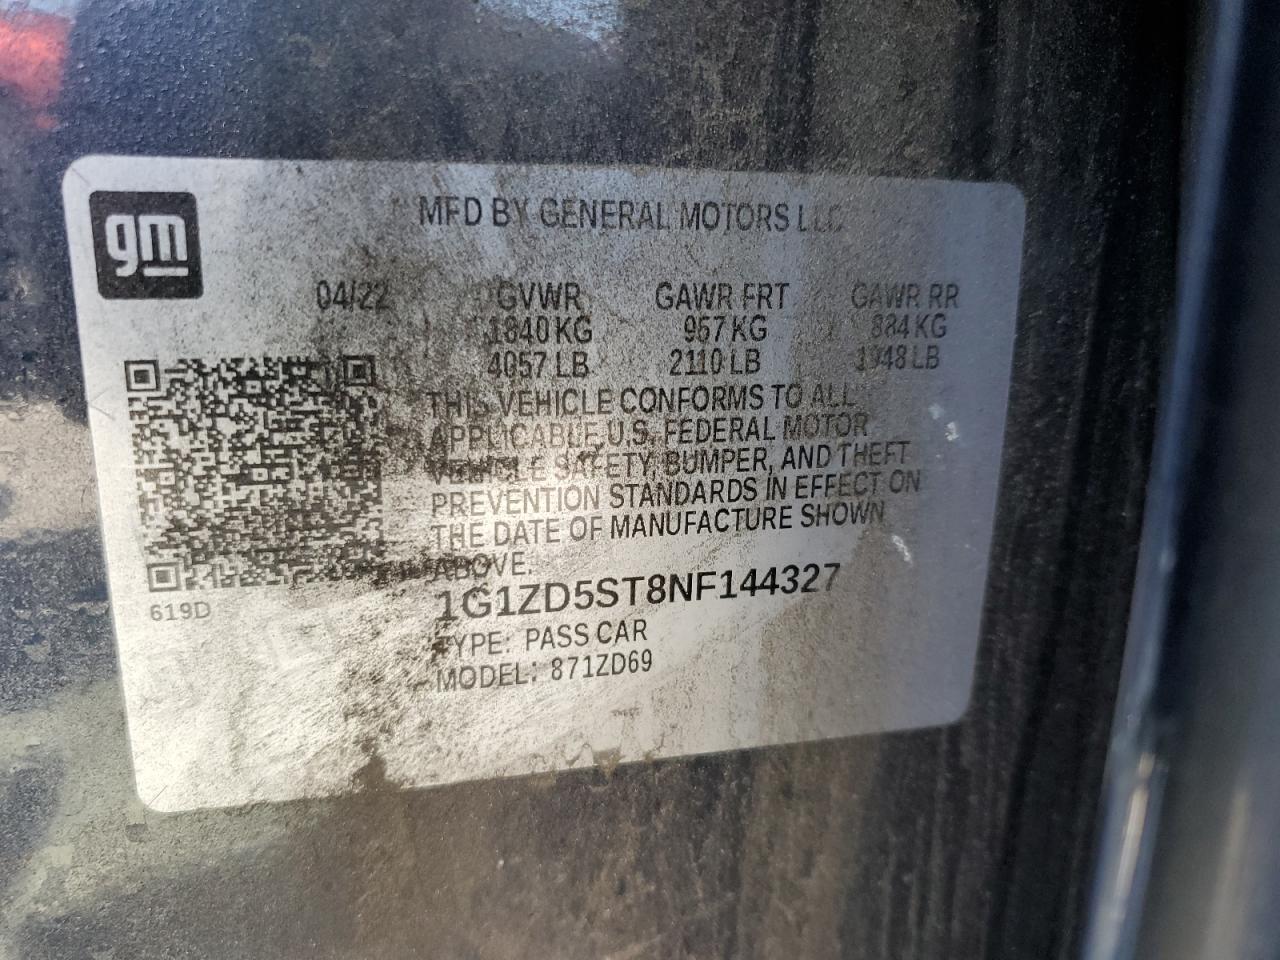 gm
MFD BY GENERAL MOTORS LLC
04/22 GVWR GAWR FRT GAWR RR
1840 KG 957 KG 884 KG
4057 LB 2110 LB 1948 LB
THIS VEHICLE CONFORMS TO ALL
APPLICABLE U.S. FEDERAL MOTOR
VEHICLE SAFETY, BUMPER, AND THEFT
PREVENTION STANDARDS IN EFFECT ON
THE DATE OF MANUFACTURE SHOWN
ABOVE.
1G1ZD5ST8NF144327
619D
TYPE: PASS CAR
MODEL: 871ZD69